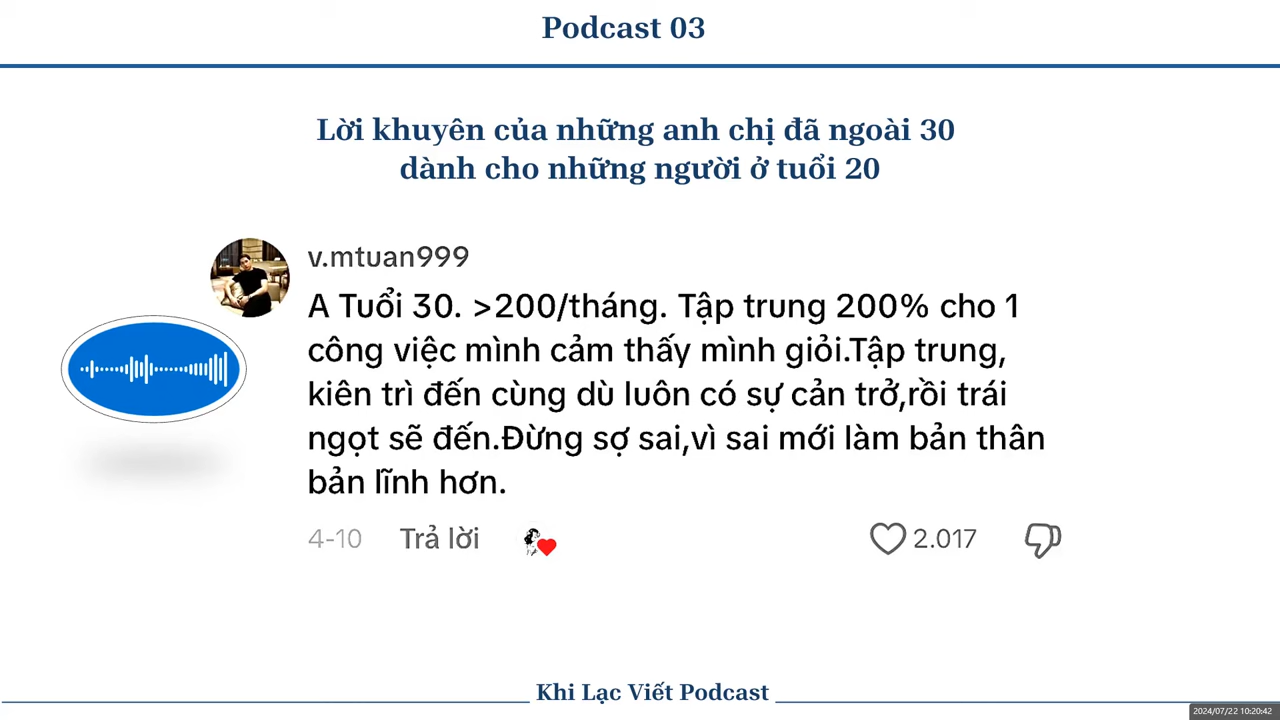 Podcast 03
Lời khuyên của những anh chị đã ngoài 30
dành cho những người ở tuổi 20
v.mtuan999
A Tuổi 30. >200/tháng. Tập trung 200% cho 1
công việc mình cảm thấy mình giỏi.Tập trung,
kiên trì đến cùng dù luôn có sự cản trở,rồi trái
ngọt sẽ đến.Đừng sợ sai,vì sai mới làm bản thân
bản lĩnh hơn.
4-10 Trả lời 2.017
Khi Lạc Viết Podcast
2024/07/22 10:20:42